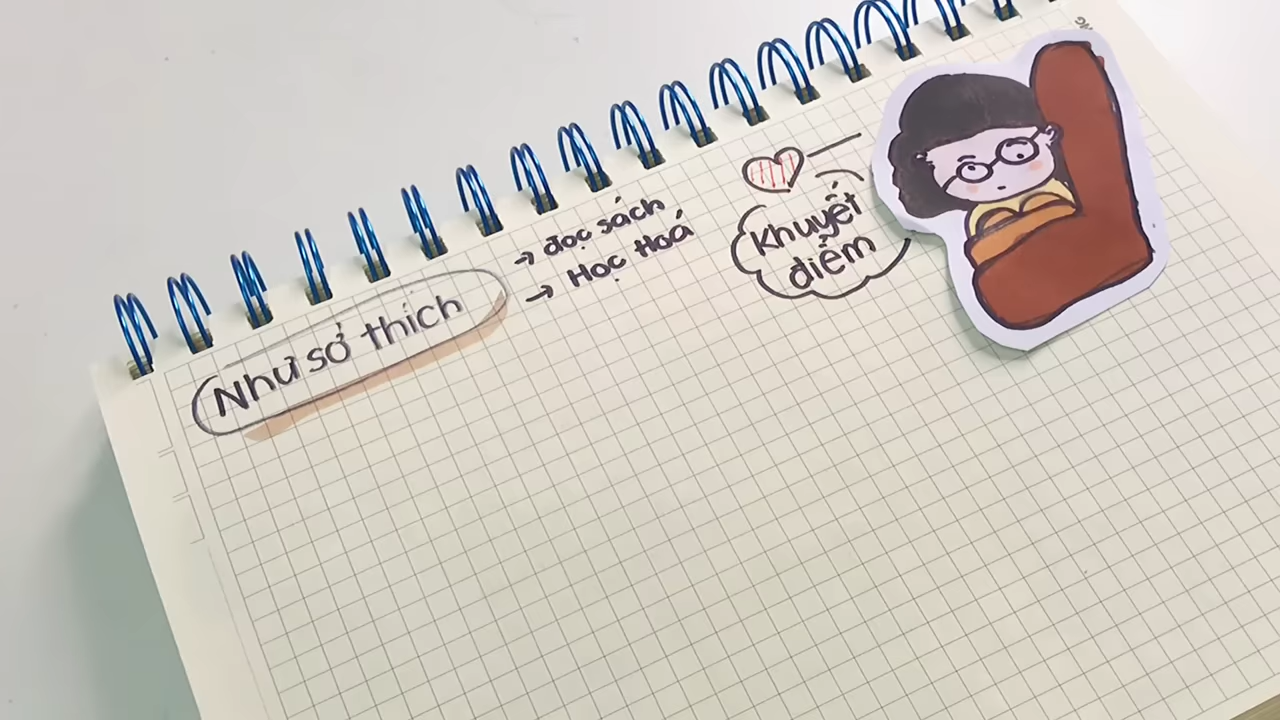 Như sở thích
→ đọc sách
→ Học Hoá
Khuyết
điểm